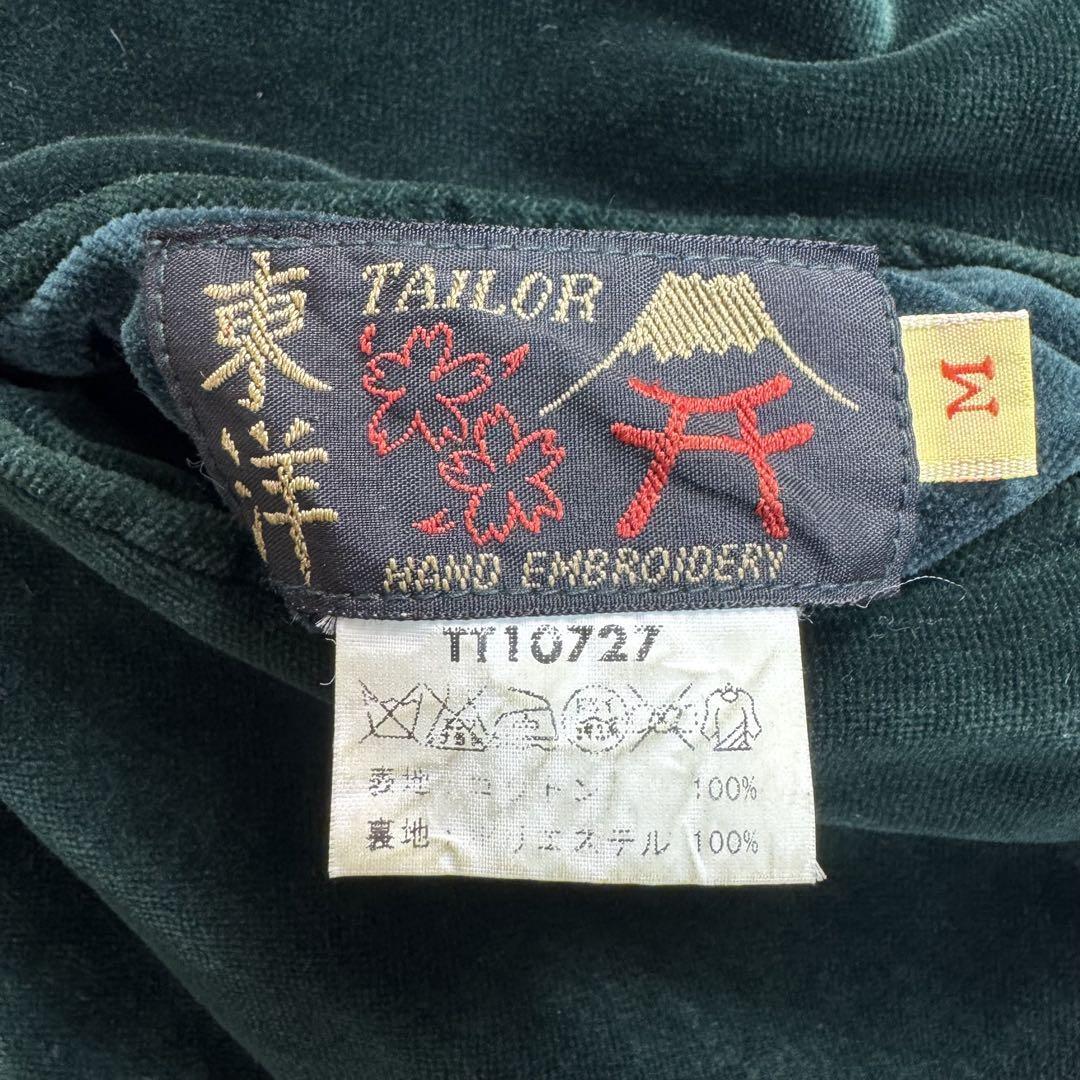 東洋
TAILOR
HAND EMBROIDERY
M
TT10727
表地 コットン 100%
裏地 ポリエステル 100%